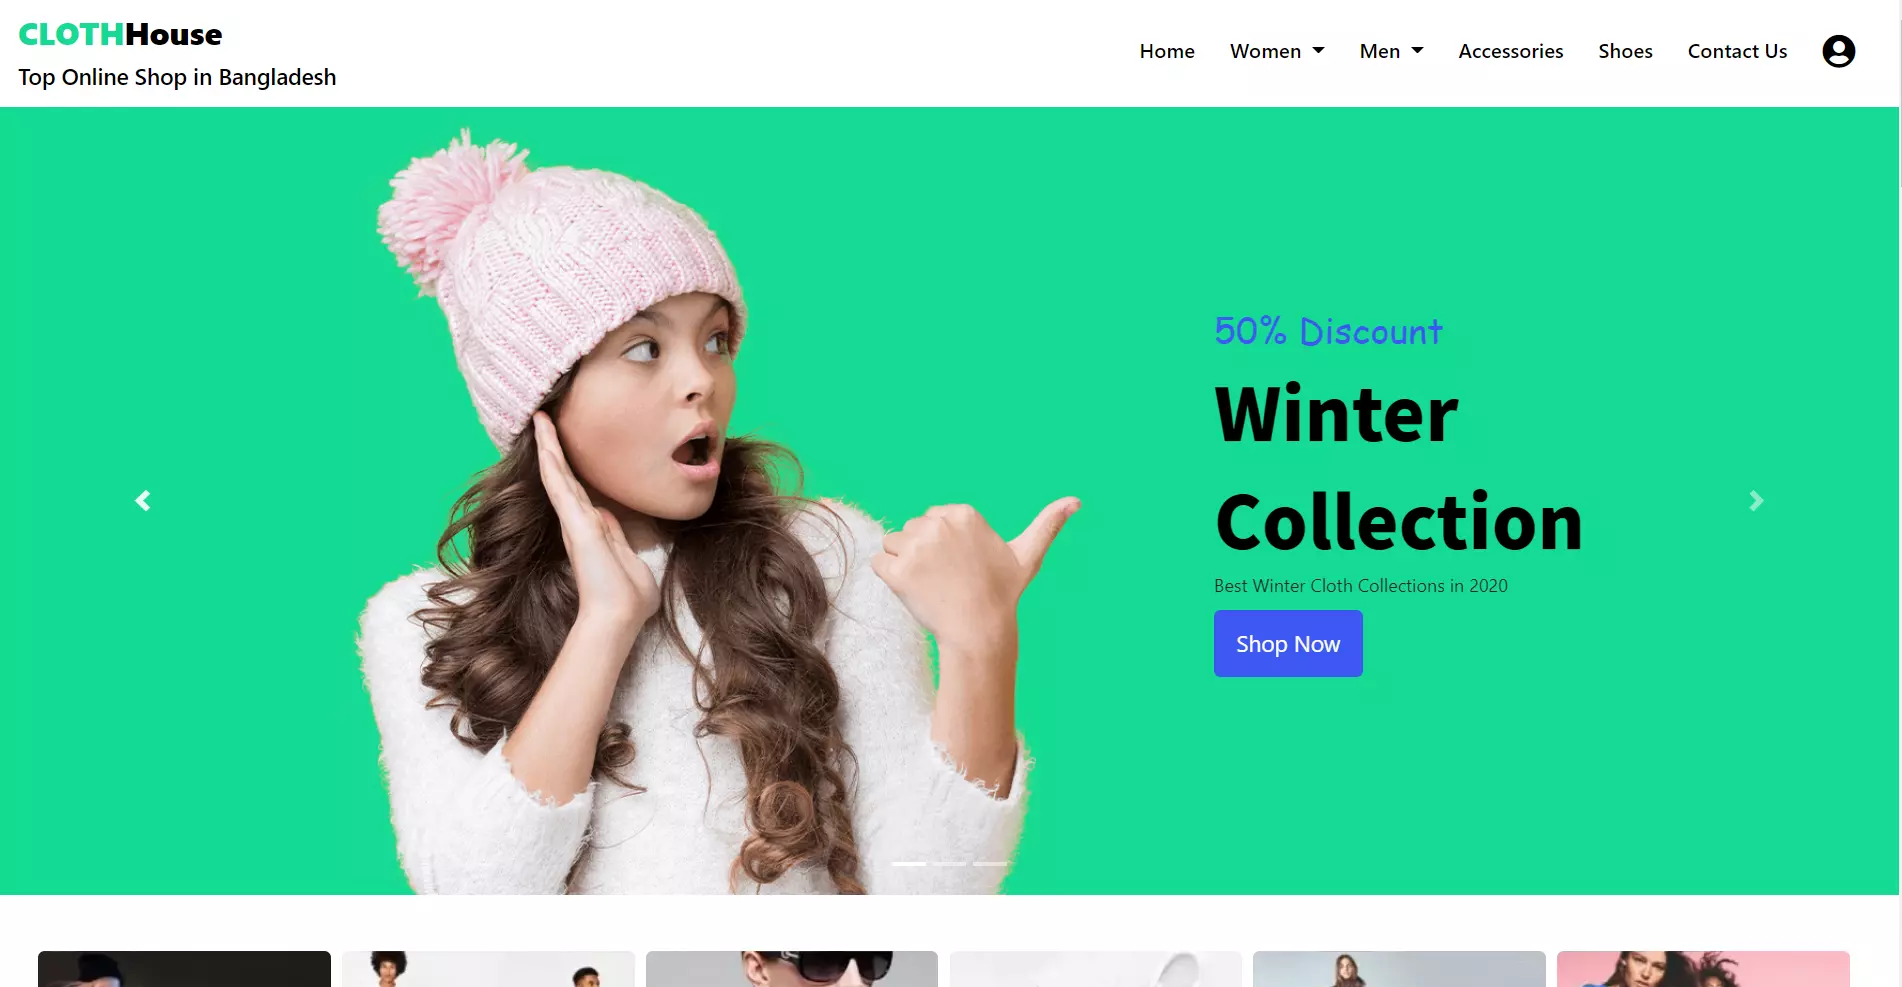 CLOTHHouse
Top Online Shop in Bangladesh
Home Women Men Accessories Shoes Contact Us
50% Discount
Winter
Collection
Best Winter Cloth Collections in 2020
Shop Now